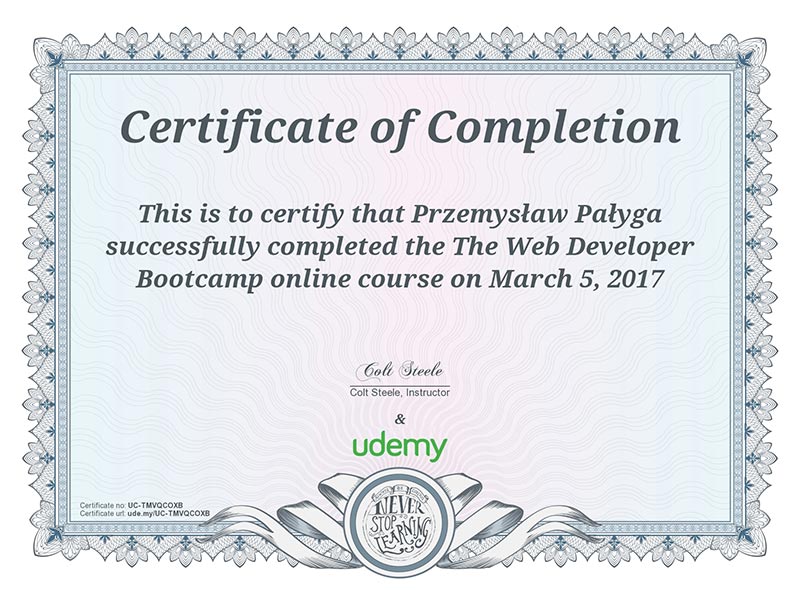 Certificate of Completion
This is to certify that Przemysław Pałyga
successfully completed the The Web Developer
Bootcamp online course on March 5, 2017
Colt Steele
Colt Steele, Instructor
&
udemy
Certificate no: UC-TMVQCOXB
Certificate url: ude.my/UC-TMVQCOXB
NEVER
STOP
LEARNING